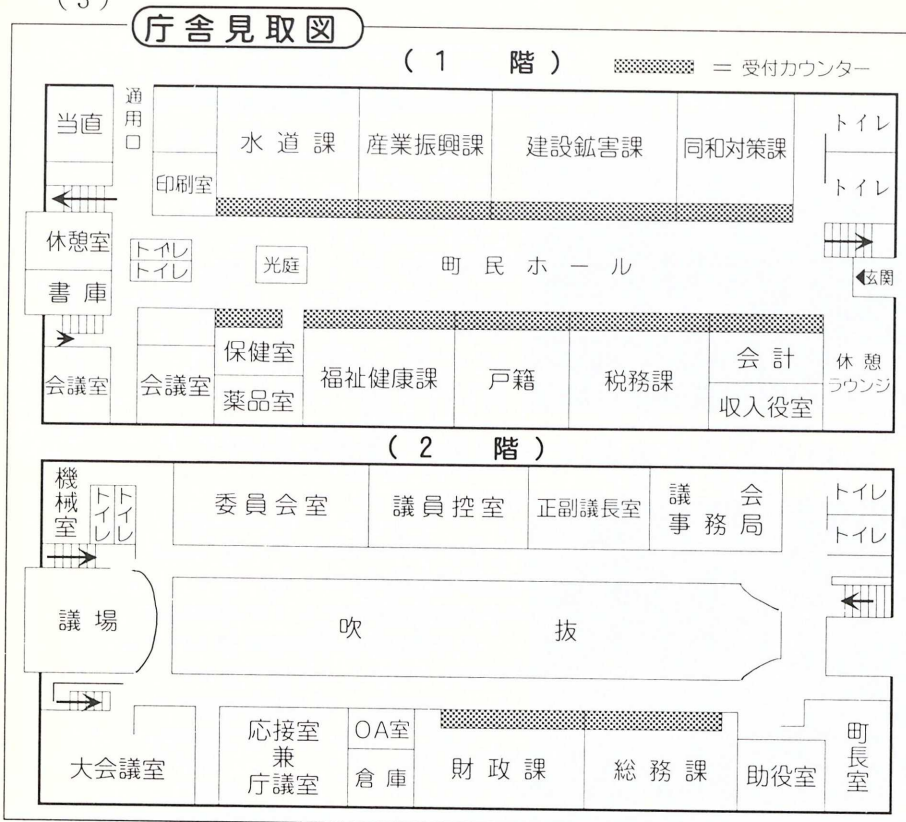 (3)
庁舎見取図
(1 階)
= 受付カウンター
当直
通用口
水道課
産業振興課
建設鉱害課
同和対策課
トイレ
トイレ
印刷室
休憩室
書庫
トイレ
トイレ
光庭
町民ホール
玄関
会議室
会議室
保健室
薬品室
福祉健康課
戸籍
税務課
会計
収入役室
休憩
ラウンジ
(2 階)
機械室
トイレ
トイレ
委員会室
議員控室
正副議長室
議会
事務局
トイレ
トイレ
議場
吹抜
大会議室
応接室
兼
庁議室
OA室
倉庫
財政課
総務課
助役室
町長室